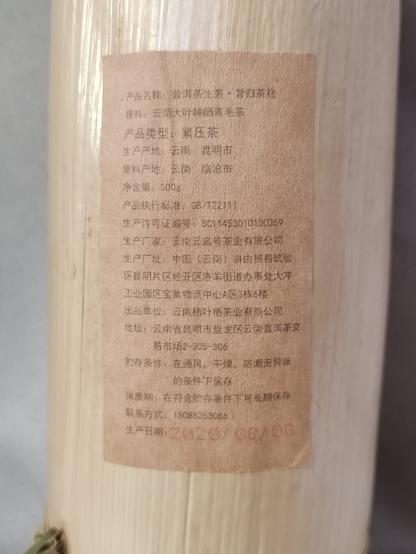 产品名称：普洱茶生茶·昔归茶柱
原料：云南大叶种晒青毛茶
产品类型：紧压茶
生产产地：云南 昆明市
原料产地：云南 临沧市
净含量：500g
产品执行标准：GB/T22111
生产许可证编号：SC11453010100259
生产厂家：云南云启号茶业有限公司
生产厂址：中国（云南）自由贸易试验
区昆明片区经开区洛羊街道办事处大冲
工业园区宝象物流中心A区3栋6楼
出品单位：云南栖叶栖茶业有限公司
地址：云南省昆明市盘龙区云南普洱茶交
易市场2-305-306
贮存条件：在通风、干燥、防潮无异味
的条件下保存
保质期：在符合贮存条件下可长期保存
联系方式：18088253086
生产日期：2020/08/08